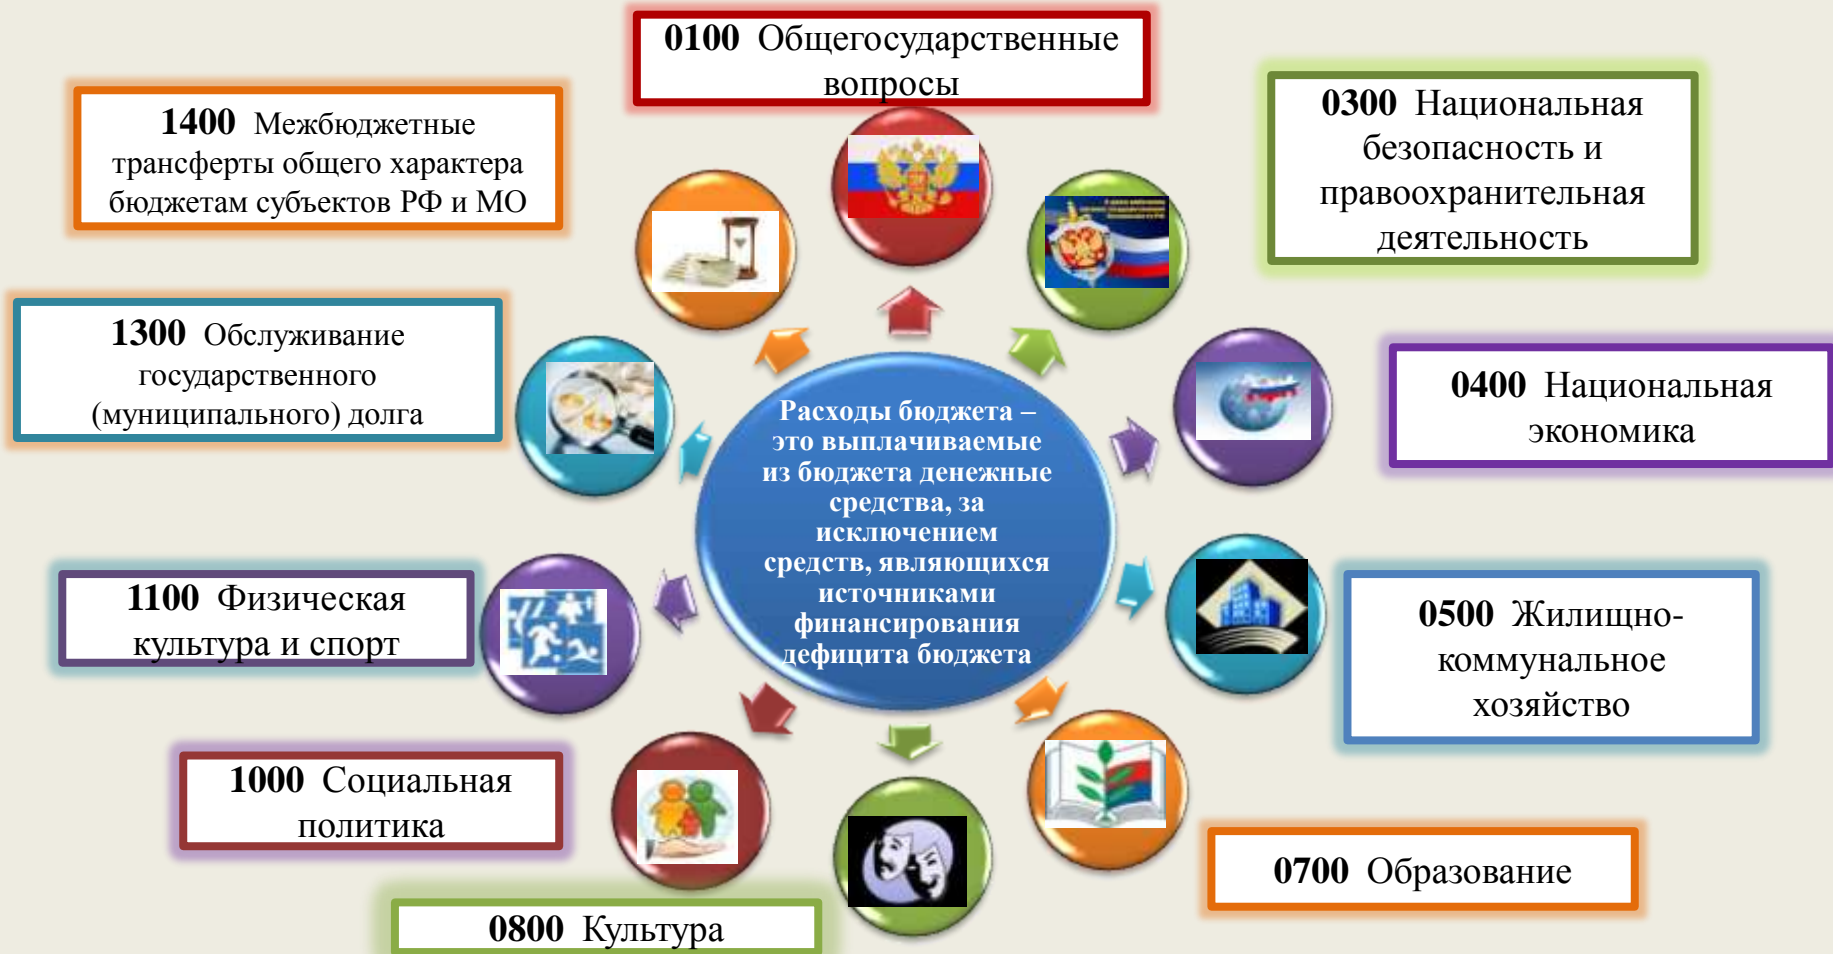 0100 Общегосударственные
вопросы
0300 Национальная
безопасность и
правоохранительная
деятельность
0400 Национальная
экономика
0500 Жилищно-
коммунальное
хозяйство
0700 Образование
0800 Культура
1000 Социальная
политика
1100 Физическая
культура и спорт
1300 Обслуживание
государственного
(муниципального) долга
1400 Межбюджетные
трансферты общего характера
бюджетам субъектов РФ и МО
Расходы бюджета –
это выплачиваемые
из бюджета денежные
средства, за
исключением
средств, являющихся
источниками
финансирования
дефицита бюджета